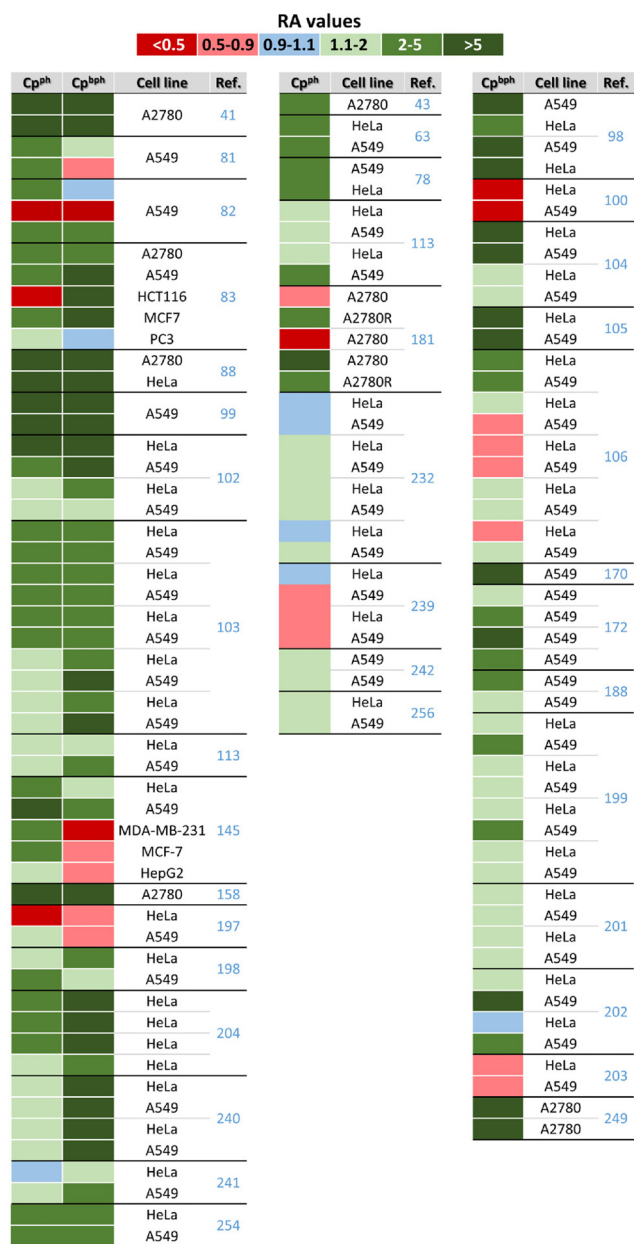 RA values
<0.5 0.5-0.9 0.9-1.1 1.1-2 2-5 >5
Cpph Cpbph Cell line Ref.
A2780 41
A549 81
A549 82
A2780
A549
HCT116 83
MCF7
PC3
A2780
HeLa 88
A549 99
HeLa
A549
HeLa 102
A549
HeLa
A549
HeLa
A549
HeLa 103
A549
HeLa
A549
HeLa
A549
HeLa
A549 113
HeLa
A549
MDA-MB-231 145
MCF-7
HepG2
A2780 158
HeLa
A549 197
HeLa
A549 198
HeLa
HeLa
HeLa 204
HeLa
HeLa
A549
HeLa 240
A549
HeLa
A549 241
HeLa
A549 254
Cpph Cell line Ref.
A2780 43
HeLa
A549 63
A549
HeLa 78
HeLa
A549
HeLa 113
A549
A2780
A2780R
A2780 181
A2780
A2780R
HeLa
A549
HeLa
A549
HeLa 232
A549
HeLa
A549
HeLa
A549
HeLa 239
A549
A549
A549 242
HeLa
A549 256
Cpbph Cell line Ref.
A549
HeLa
A549 98
HeLa
HeLa
A549 100
HeLa
A549
HeLa 104
A549
HeLa
A549 105
HeLa
A549
HeLa
A549
HeLa
A549 106
HeLa
A549
HeLa
A549
A549 170
A549
A549
A549 172
A549
A549
A549 188
HeLa
A549
HeLa
A549
HeLa 199
A549
HeLa
A549
HeLa
A549
HeLa 201
A549
HeLa
A549
HeLa 202
A549
HeLa
A549 203
A2780
A2780 249